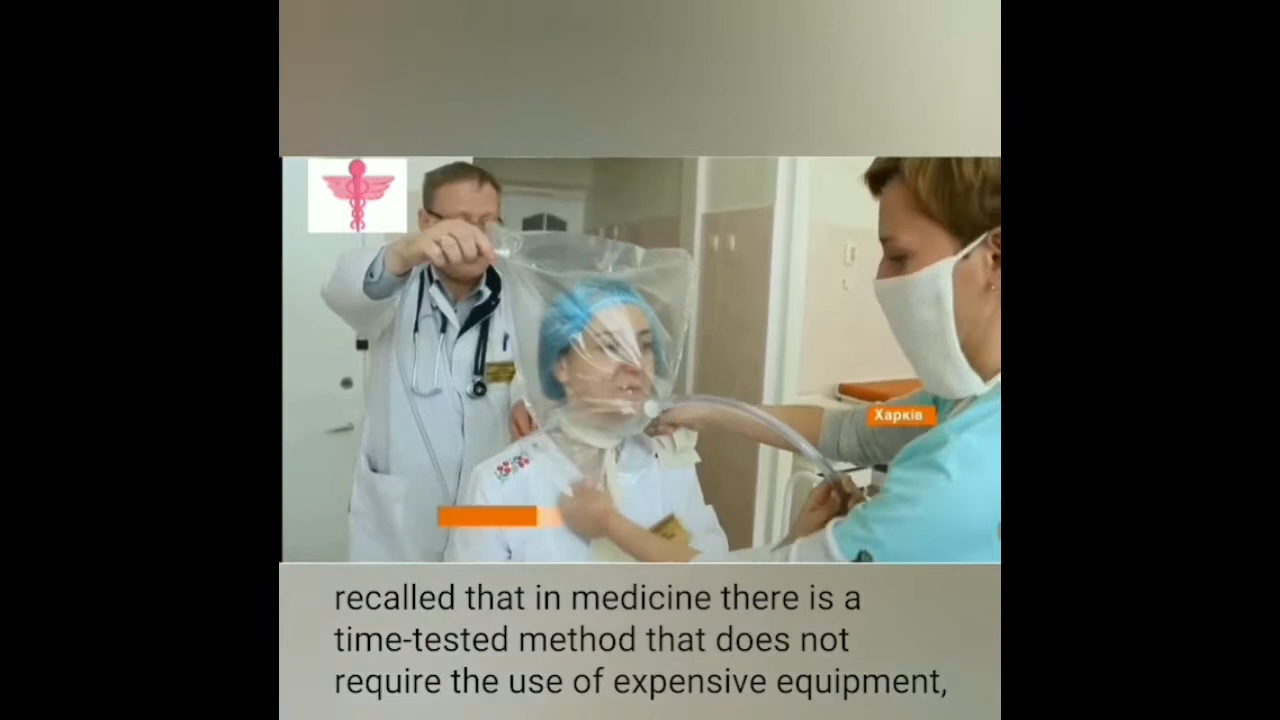 Харків
recalled that in medicine there is a
time-tested method that does not
require the use of expensive equipment,